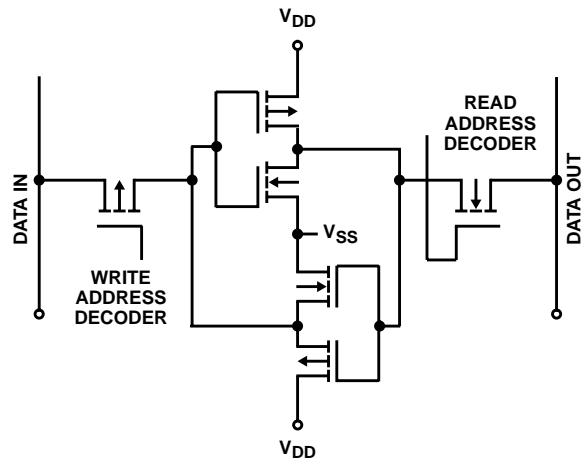 VDD
READ
ADDRESS
DECODER
DATA IN
DATA OUT
VSS
WRITE
ADDRESS
DECODER
VDD